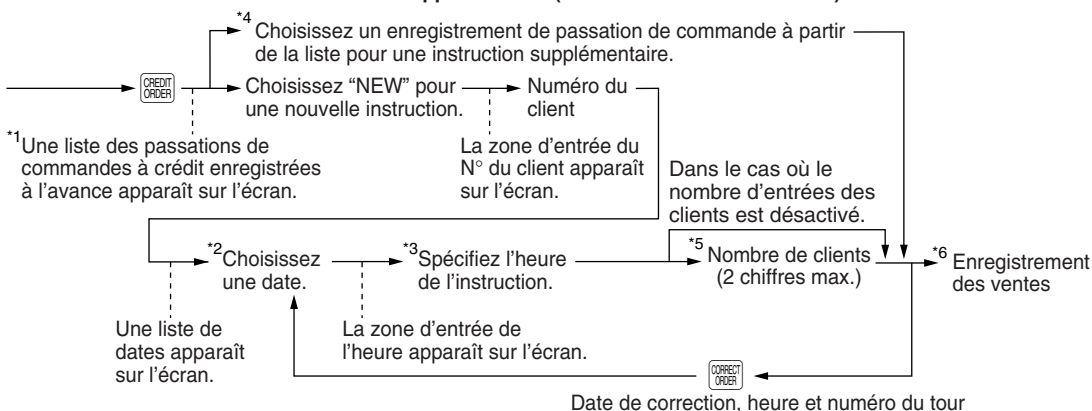 *4 Choisissez un enregistrement de passation de commande à partir
de la liste pour une instruction supplémentaire.
CREDIT
ORDER
Choisissez “NEW” pour
une nouvelle instruction.
Numéro du
client
*1 Une liste des passations de
commandes à crédit enregistrées
à l'avance apparaît sur l'écran.
La zone d'entrée du
N° du client apparaît
sur l'écran.
Dans le cas où le
nombre d'entrées des
clients est désactivé.
*2 Choisissez
une date.
*3 Spécifiez l'heure
de l'instruction.
*5 Nombre de clients
(2 chiffres max.)
*6 Enregistrement
des ventes
Une liste de
dates apparaît
sur l'écran.
La zone d'entrée de
l'heure apparaît sur l'écran.
CORRECT
ORDER
Date de correction, heure et numéro du tour